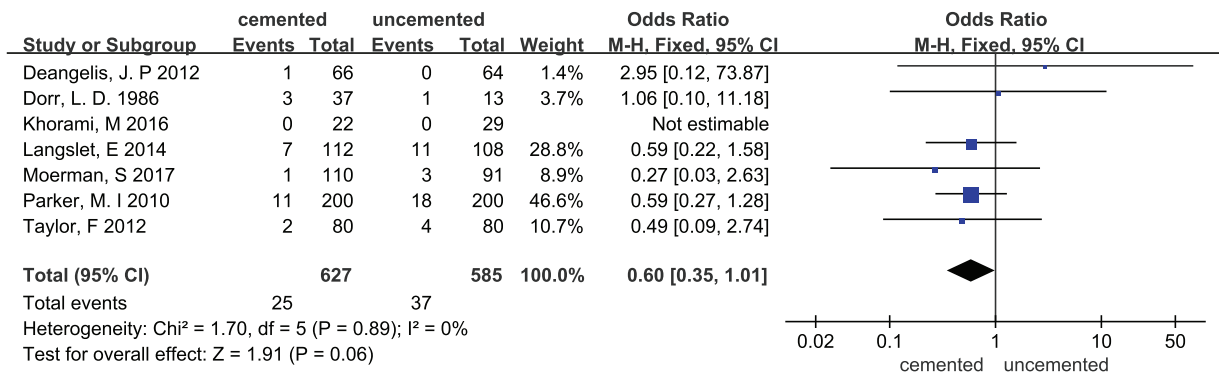 cemented uncemented Odds Ratio Odds Ratio
Study or Subgroup Events Total Events Total Weight M-H, Fixed, 95% CI M-H, Fixed, 95% CI
Deangelis, J. P 2012 1 66 0 64 1.4% 2.95 [0.12, 73.87]
Dorr, L. D. 1986 3 37 1 13 3.7% 1.06 [0.10, 11.18]
Khorami, M 2016 0 22 0 29 Not estimable
Langslet, E 2014 7 112 11 108 28.8% 0.59 [0.22, 1.58]
Moerman, S 2017 1 110 3 91 8.9% 0.27 [0.03, 2.63]
Parker, M. I 2010 11 200 18 200 46.6% 0.59 [0.27, 1.28]
Taylor, F 2012 2 80 4 80 10.7% 0.49 [0.09, 2.74]
Total (95% CI) 627 585 100.0% 0.60 [0.35, 1.01]
Total events 25 37
Heterogeneity: Chi² = 1.70, df = 5 (P = 0.89); I² = 0%
Test for overall effect: Z = 1.91 (P = 0.06)
0.02 0.1 1 10 50
cemented uncemented